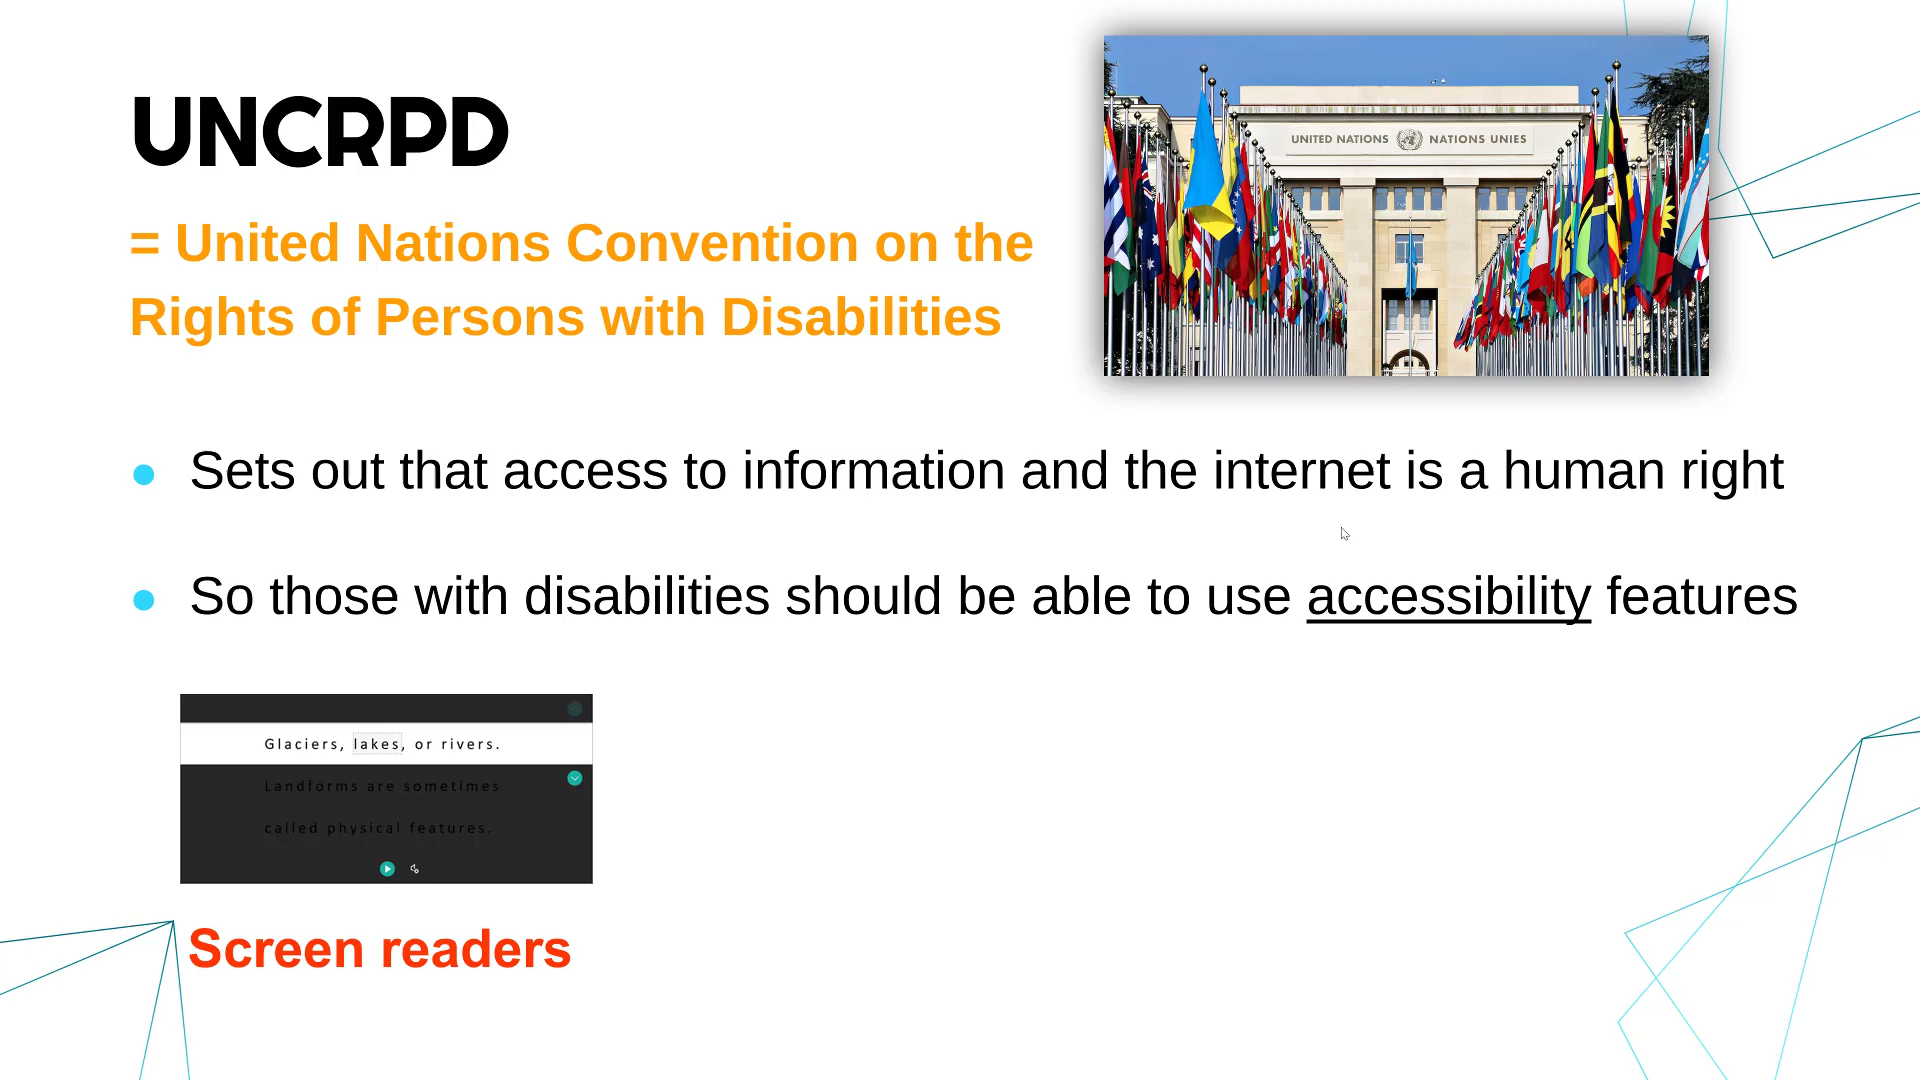 UNCRPD
= United Nations Convention on the
Rights of Persons with Disabilities
UNITED NATIONS NATIONS UNIES
Sets out that access to information and the internet is a human right
So those with disabilities should be able to use accessibility features
Glaciers, lakes, or rivers.
Landforms are sometimes
called physical features.
Screen readers